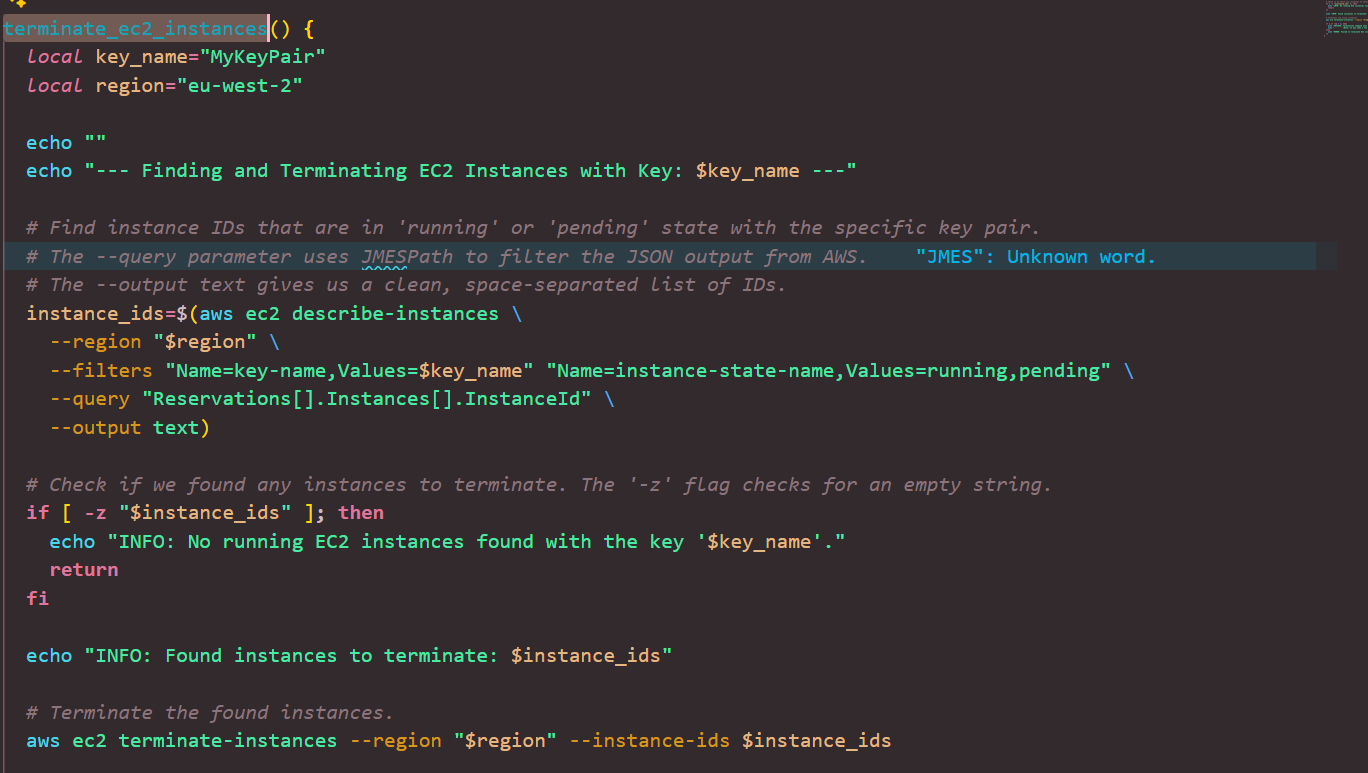 terminate_ec2_instances() {
local key_name="MyKeyPair"
local region="eu-west-2"
echo ""
echo "--- Finding and Terminating EC2 Instances with Key: $key_name ---"
# Find instance IDs that are in 'running' or 'pending' state with the specific key pair.
# The --query parameter uses JMESPath to filter the JSON output from AWS. "JMES": Unknown word.
# The --output text gives us a clean, space-separated list of IDs.
instance_ids=$(aws ec2 describe-instances \
--region "$region" \
--filters "Name=key-name,Values=$key_name" "Name=instance-state-name,Values=running,pending" \
--query "Reservations[].Instances[].InstanceId" \
--output text)
# Check if we found any instances to terminate. The '-z' flag checks for an empty string.
if [ -z "$instance_ids" ]; then
echo "INFO: No running EC2 instances found with the key '$key_name'."
return
fi
echo "INFO: Found instances to terminate: $instance_ids"
# Terminate the found instances.
aws ec2 terminate-instances --region "$region" --instance-ids $instance_ids